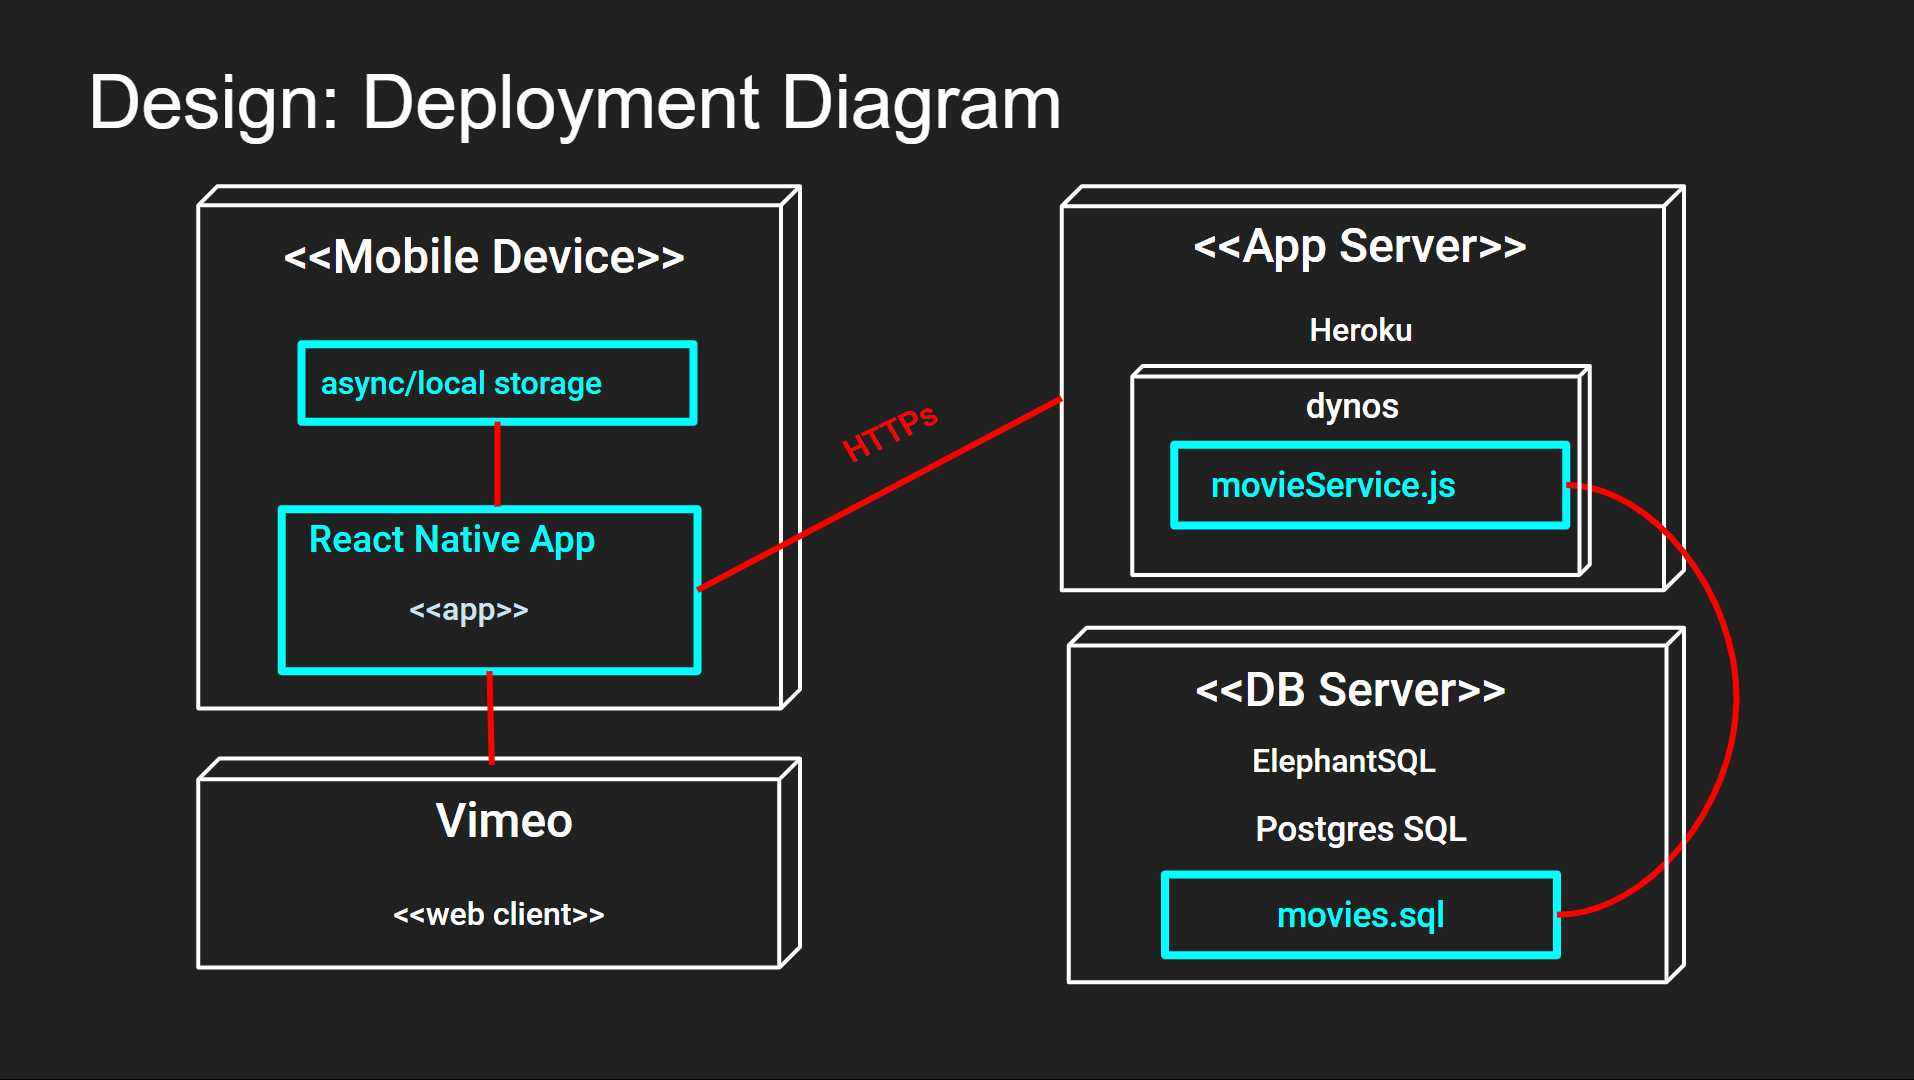 Design: Deployment Diagram
<<Mobile Device>>
async/local storage
React Native App
<<app>>
Vimeo
<<web client>>
HTTPs
<<App Server>>
Heroku
dynos
movieService.js
<<DB Server>>
ElephantSQL
Postgres SQL
movies.sql